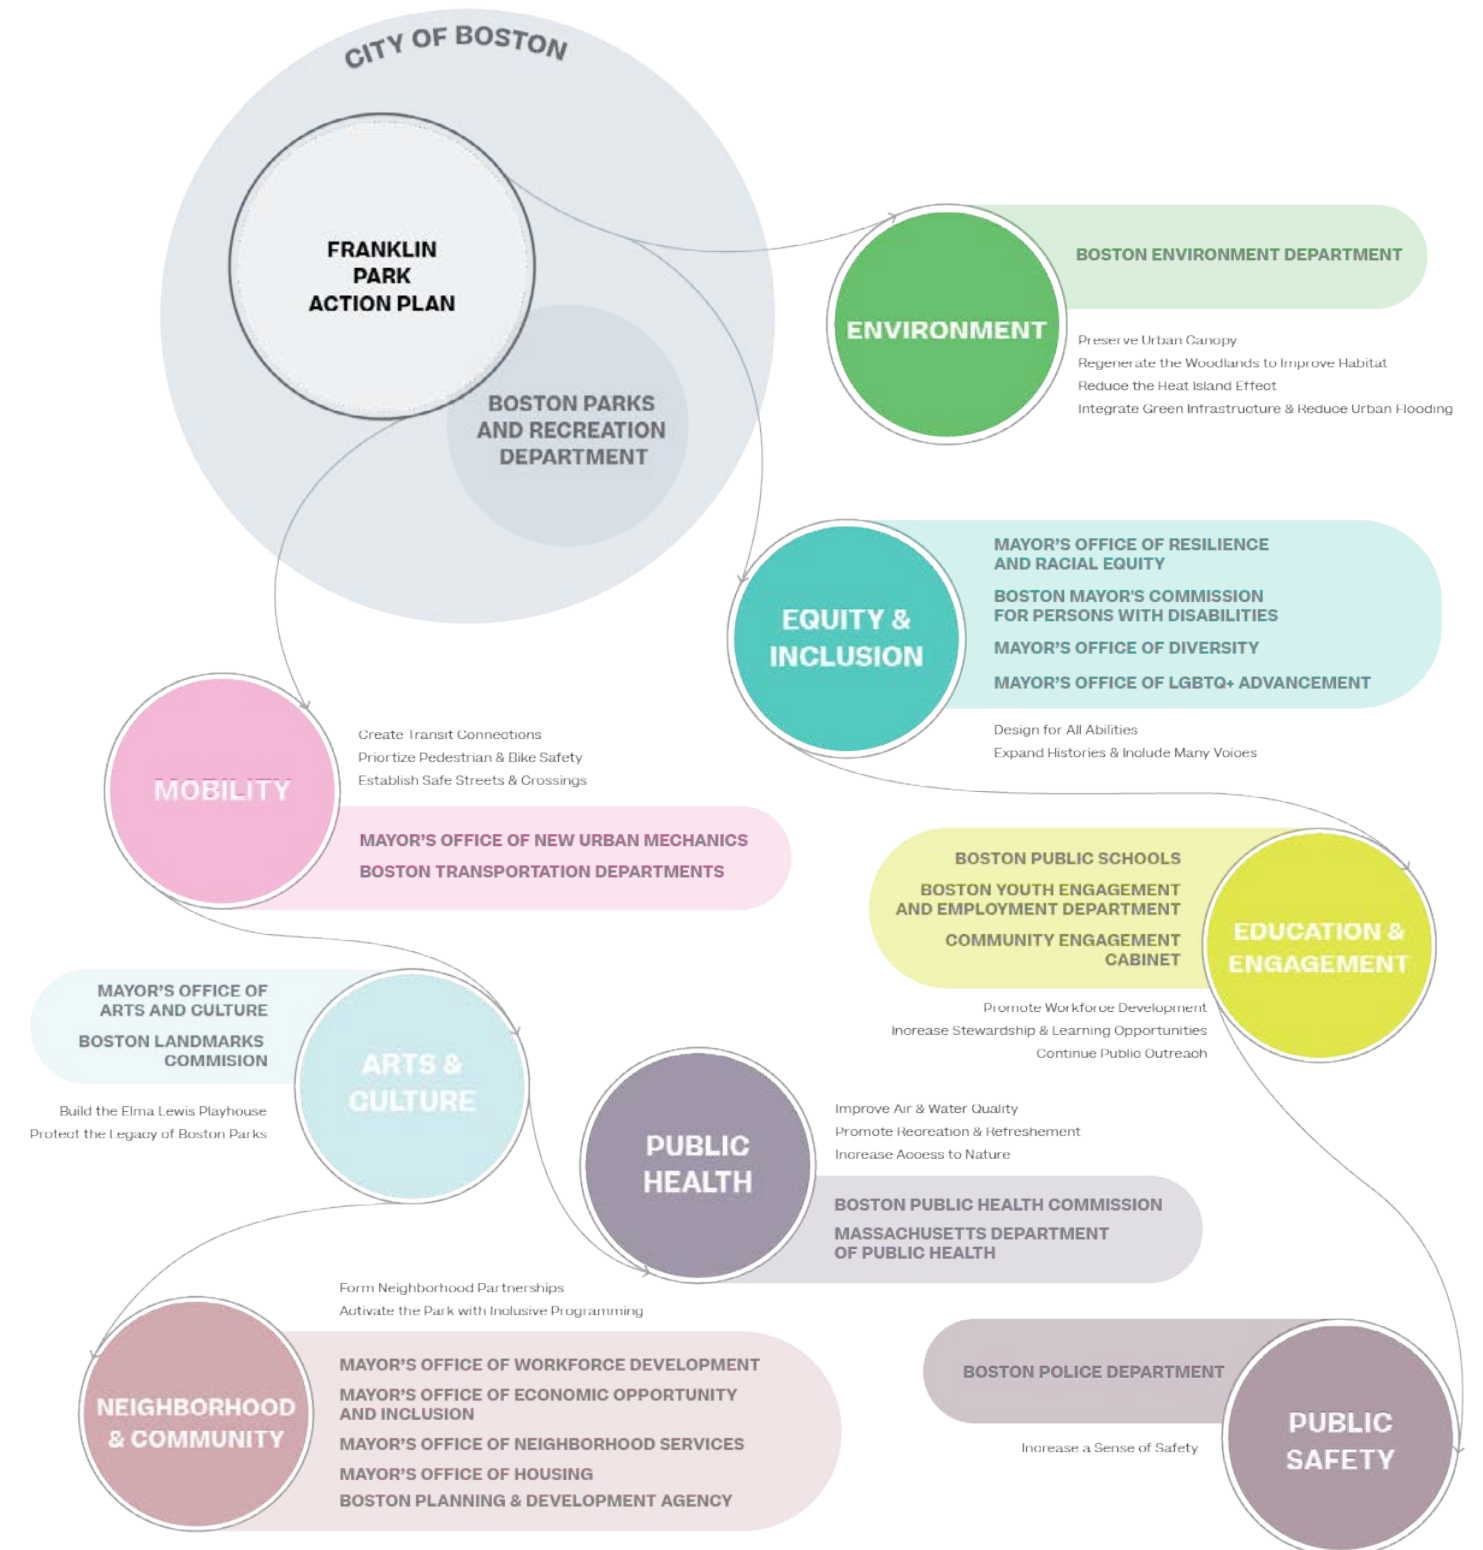 CITY OF BOSTON
FRANKLIN
PARK
ACTION PLAN
BOSTON PARKS
AND RECREATION
DEPARTMENT
ENVIRONMENT
BOSTON ENVIRONMENT DEPARTMENT
Preserve Urban Canopy
Regenerate the Woodlands to Improve Habitat
Reduce the Heat Island Effect
Integrate Green Infrastructure & Reduce Urban Flooding
EQUITY &
INCLUSION
MAYOR'S OFFICE OF RESILIENCE
AND RACIAL EQUITY
BOSTON MAYOR'S COMMISSION
FOR PERSONS WITH DISABILITIES
MAYOR'S OFFICE OF DIVERSITY
MAYOR'S OFFICE OF LGBTQ+ ADVANCEMENT
Design for All Abilities
Expand Histories & Include Many Voices
MOBILITY
Create Transit Connections
Priortize Pedestrian & Bike Safety
Establish Safe Streets & Crossings
MAYOR'S OFFICE OF NEW URBAN MECHANICS
BOSTON TRANSPORTATION DEPARTMENTS
BOSTON PUBLIC SCHOOLS
BOSTON YOUTH ENGAGEMENT
AND EMPLOYMENT DEPARTMENT
COMMUNITY ENGAGEMENT
CABINET
EDUCATION &
ENGAGEMENT
Promote Workforce Development
Increase Stewardship & Learning Opportunities
Continue Public Outreach
MAYOR'S OFFICE OF
ARTS AND CULTURE
BOSTON LANDMARKS
COMMISION
ARTS &
CULTURE
Build the Elma Lewis Playhouse
Protect the Legacy of Boston Parks
PUBLIC
HEALTH
Improve Air & Water Quality
Promote Recreation & Refreshement
Increase Access to Nature
BOSTON PUBLIC HEALTH COMMISSION
MASSACHUSETTS DEPARTMENT
OF PUBLIC HEALTH
Form Neighborhood Partnerships
Activate the Park with Inclusive Programming
NEIGHBORHOOD
& COMMUNITY
MAYOR'S OFFICE OF WORKFORCE DEVELOPMENT
MAYOR'S OFFICE OF ECONOMIC OPPORTUNITY
AND INCLUSION
MAYOR'S OFFICE OF NEIGHBORHOOD SERVICES
MAYOR'S OFFICE OF HOUSING
BOSTON PLANNING & DEVELOPMENT AGENCY
BOSTON POLICE DEPARTMENT
Increase a Sense of Safety
PUBLIC
SAFETY